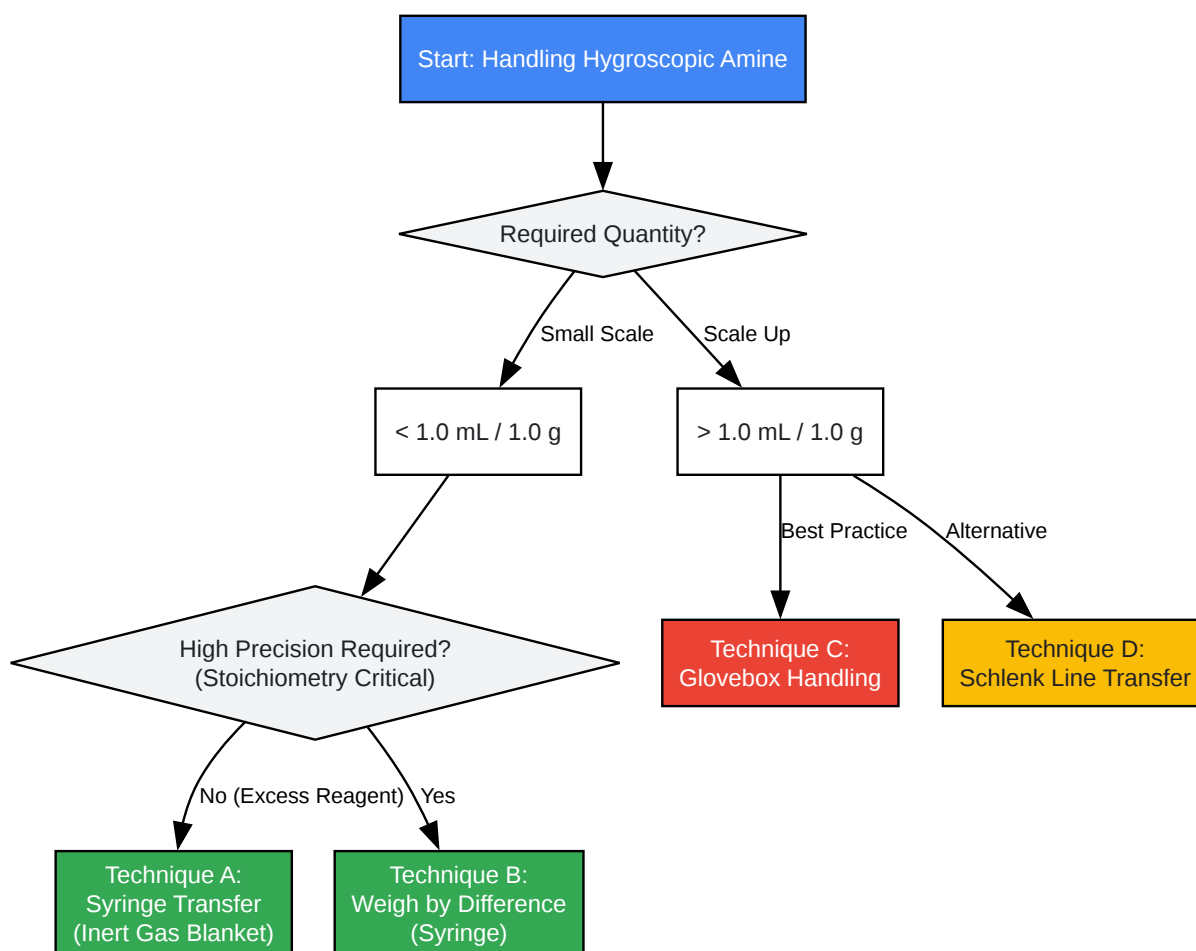 Start: Handling Hygroscopic Amine
Required Quantity?
Small Scale
Scale Up
< 1.0 mL / 1.0 g
> 1.0 mL / 1.0 g
Best Practice
Alternative
High Precision Required?
(Stoichiometry Critical)
Technique C:
Glovebox Handling
Technique D:
Schlenk Line Transfer
No (Excess Reagent)
Yes
Technique A:
Syringe Transfer
(Inert Gas Blanket)
Technique B:
Weigh by Difference
(Syringe)